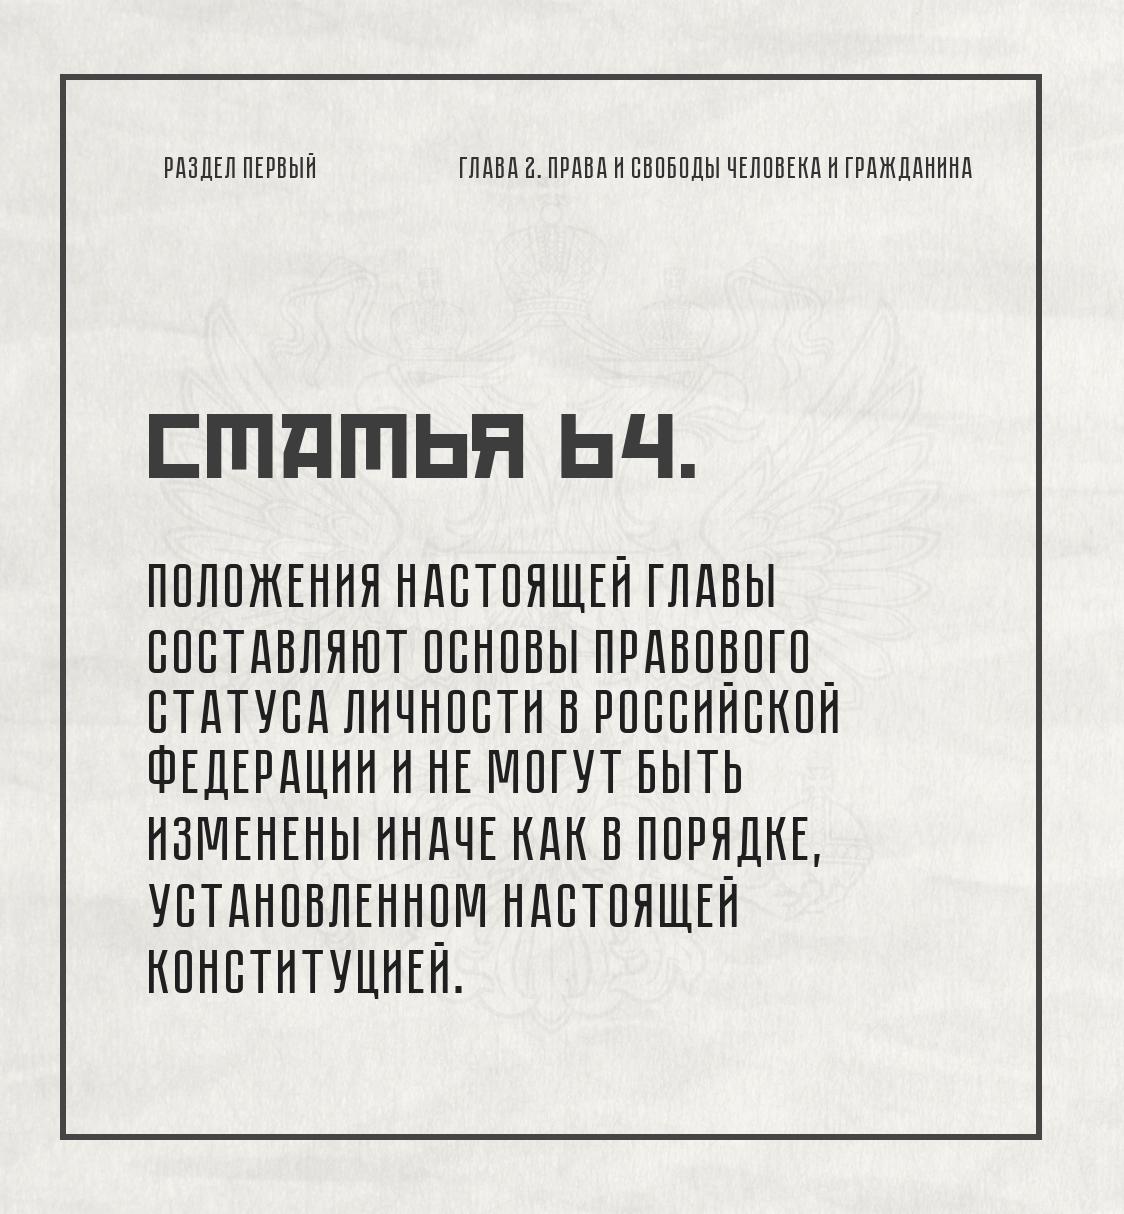 РАЗДЕЛ ПЕРВЫЙ
ГЛАВА 2. ПРАВА И СВОБОДЫ ЧЕЛОВЕКА И ГРАЖДАНИНА
СТАТЬЯ 64.
ПОЛОЖЕНИЯ НАСТОЯЩЕЙ ГЛАВЫ
СОСТАВЛЯЮТ ОСНОВЫ ПРАВОВОГО
СТАТУСА ЛИЧНОСТИ В РОССИЙСКОЙ
ФЕДЕРАЦИИ И НЕ МОГУТ БЫТЬ
ИЗМЕНЕНЫ ИНАЧЕ КАК В ПОРЯДКЕ,
УСТАНОВЛЕННОМ НАСТОЯЩЕЙ
КОНСТИТУЦИЕЙ.